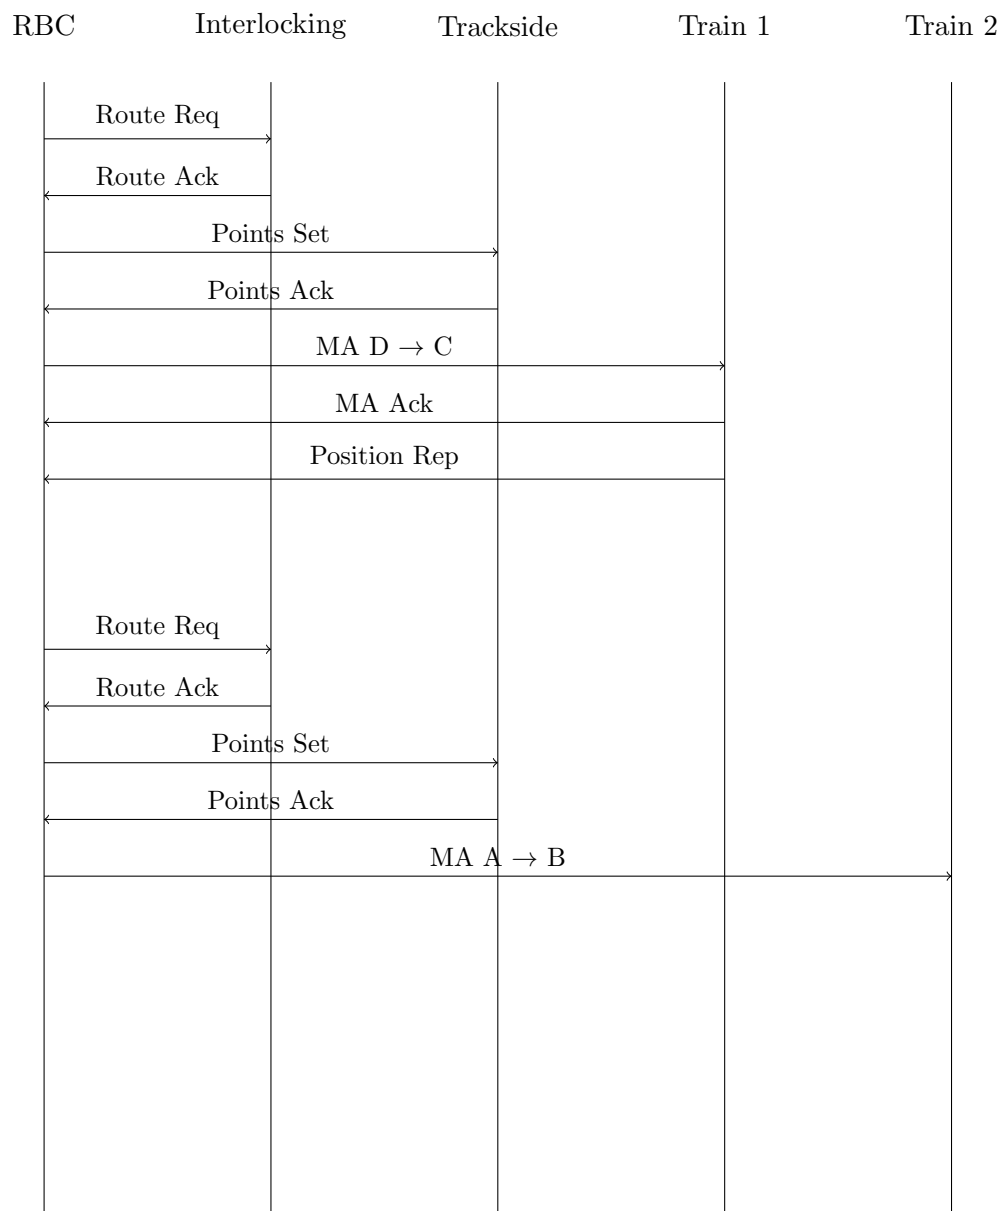 RBC Interlocking Trackside Train 1 Train 2
Route Req
Route Ack
Points Set
Points Ack
MA D → C
MA Ack
Position Rep
Route Req
Route Ack
Points Set
Points Ack
MA A → B